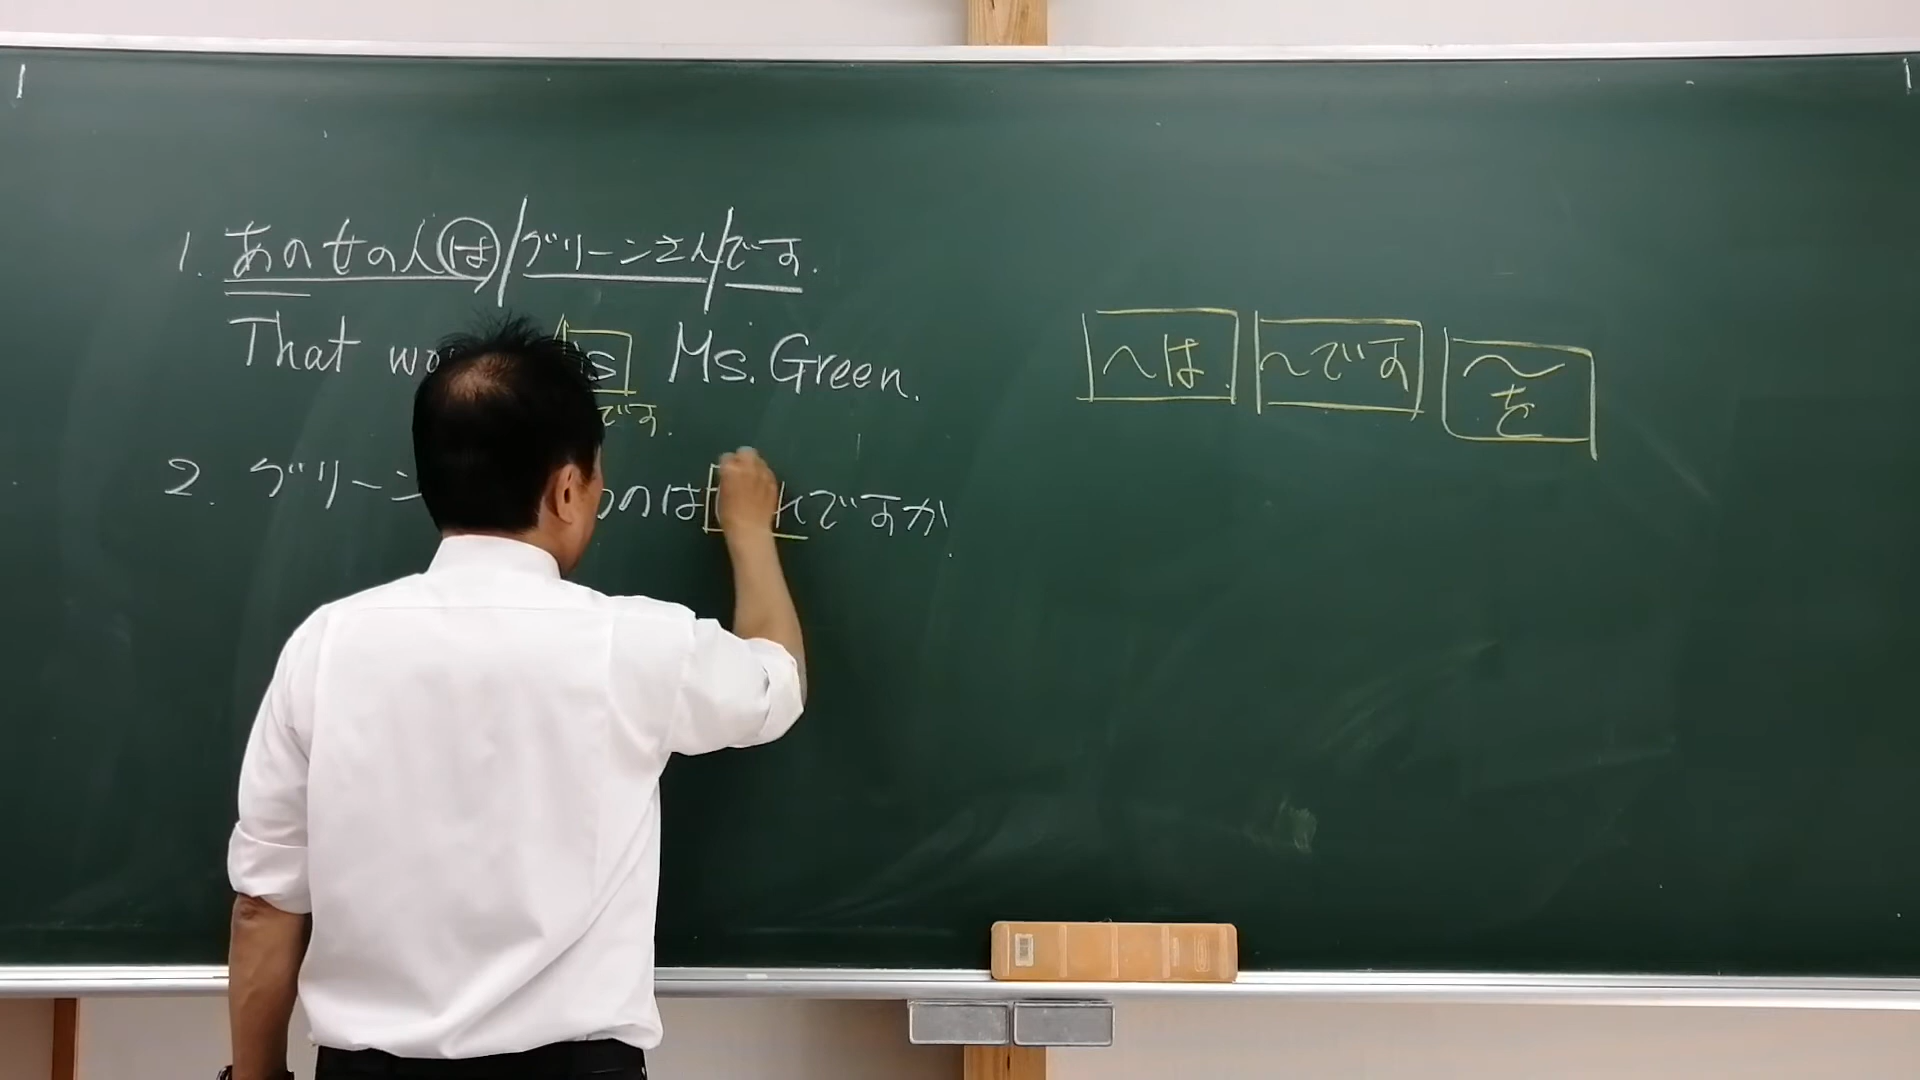 1. あの女の人は/グリーンさん/です.
That is Ms. Green.
です.
2. グリーン のは れですか.
〜は
〜です
〜を